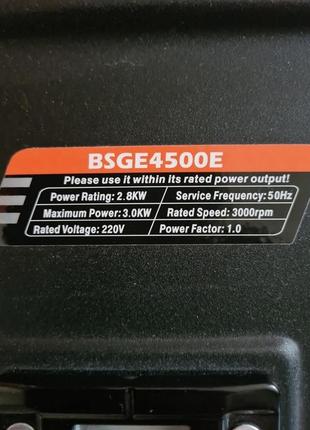 BSGE4500E
Please use it within its rated power output!
Power Rating: 2.8KW Service Frequency: 50Hz
Maximum Power: 3.0KW Rated Speed: 3000rpm
Rated Voltage: 220V Power Factor: 1.0